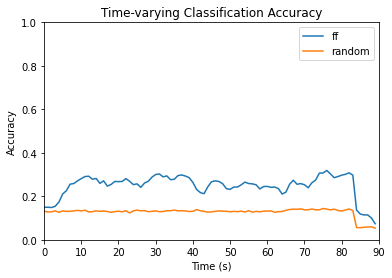 Time-varying Classification Accuracy
ff
random
1.0
0.8
0.6
0.4
0.2
0.0
Accuracy
0 10 20 30 40 50 60 70 80 90
Time (s)